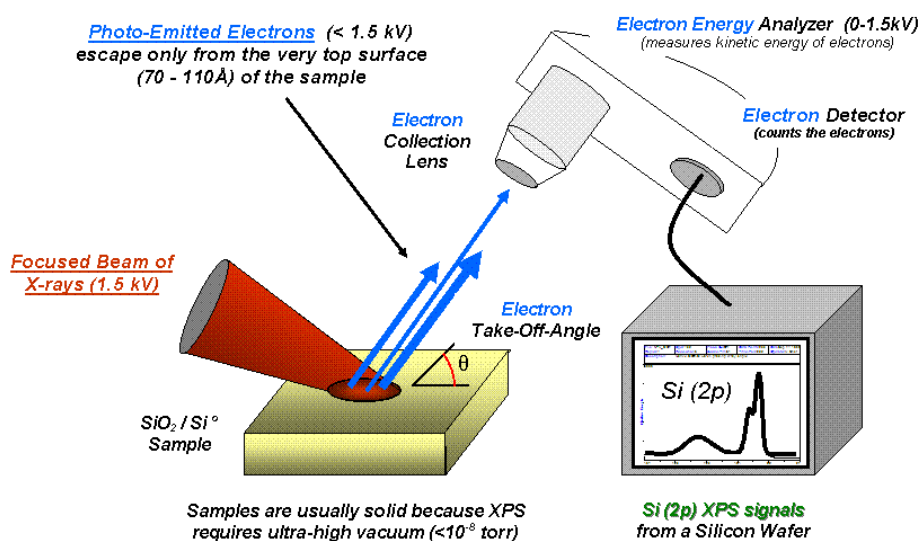 Photo-Emitted Electrons (< 1.5 kV)
escape only from the very top surface
(70 - 110Å) of the sample
Electron Energy Analyzer (0-1.5kV)
(measures kinetic energy of electrons)
Electron
Collection
Lens
Electron Detector
(counts the electrons)
Focused Beam of
X-rays (1.5 kV)
Electron
Take-Off-Angle
θ
SiO₂ / Si°
Sample
Si (2p)
Samples are usually solid because XPS
requires ultra-high vacuum (<10⁻⁸ torr)
Si (2p) XPS signals
from a Silicon Wafer